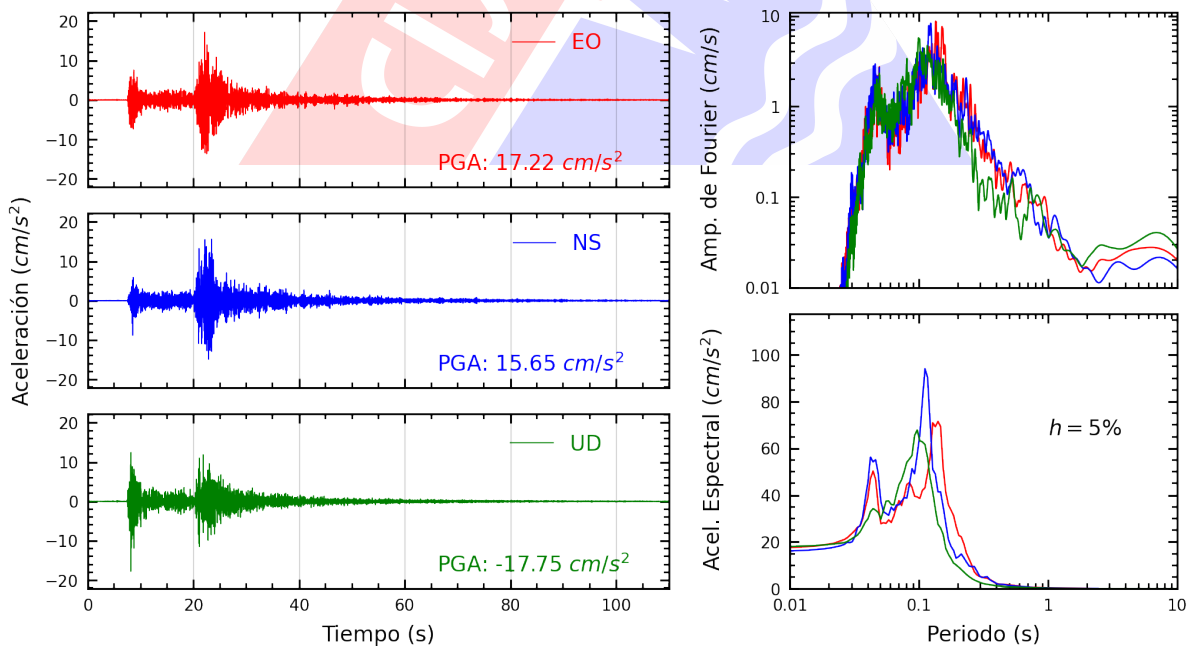 Aceleración (cm/s²)
20
10
0
−10
−20
EO
PGA: 17.22 cm/s²
20
10
0
−10
−20
NS
PGA: 15.65 cm/s²
20
10
0
−10
−20
UD
PGA: -17.75 cm/s²
0 20 40 60 80 100
Tiempo (s)
Amp. de Fourier (cm/s)
10
1
0.1
0.01
Acel. Espectral (cm/s²)
100
80
60
40
20
0
h = 5%
0.01 0.1 1 10
Periodo (s)